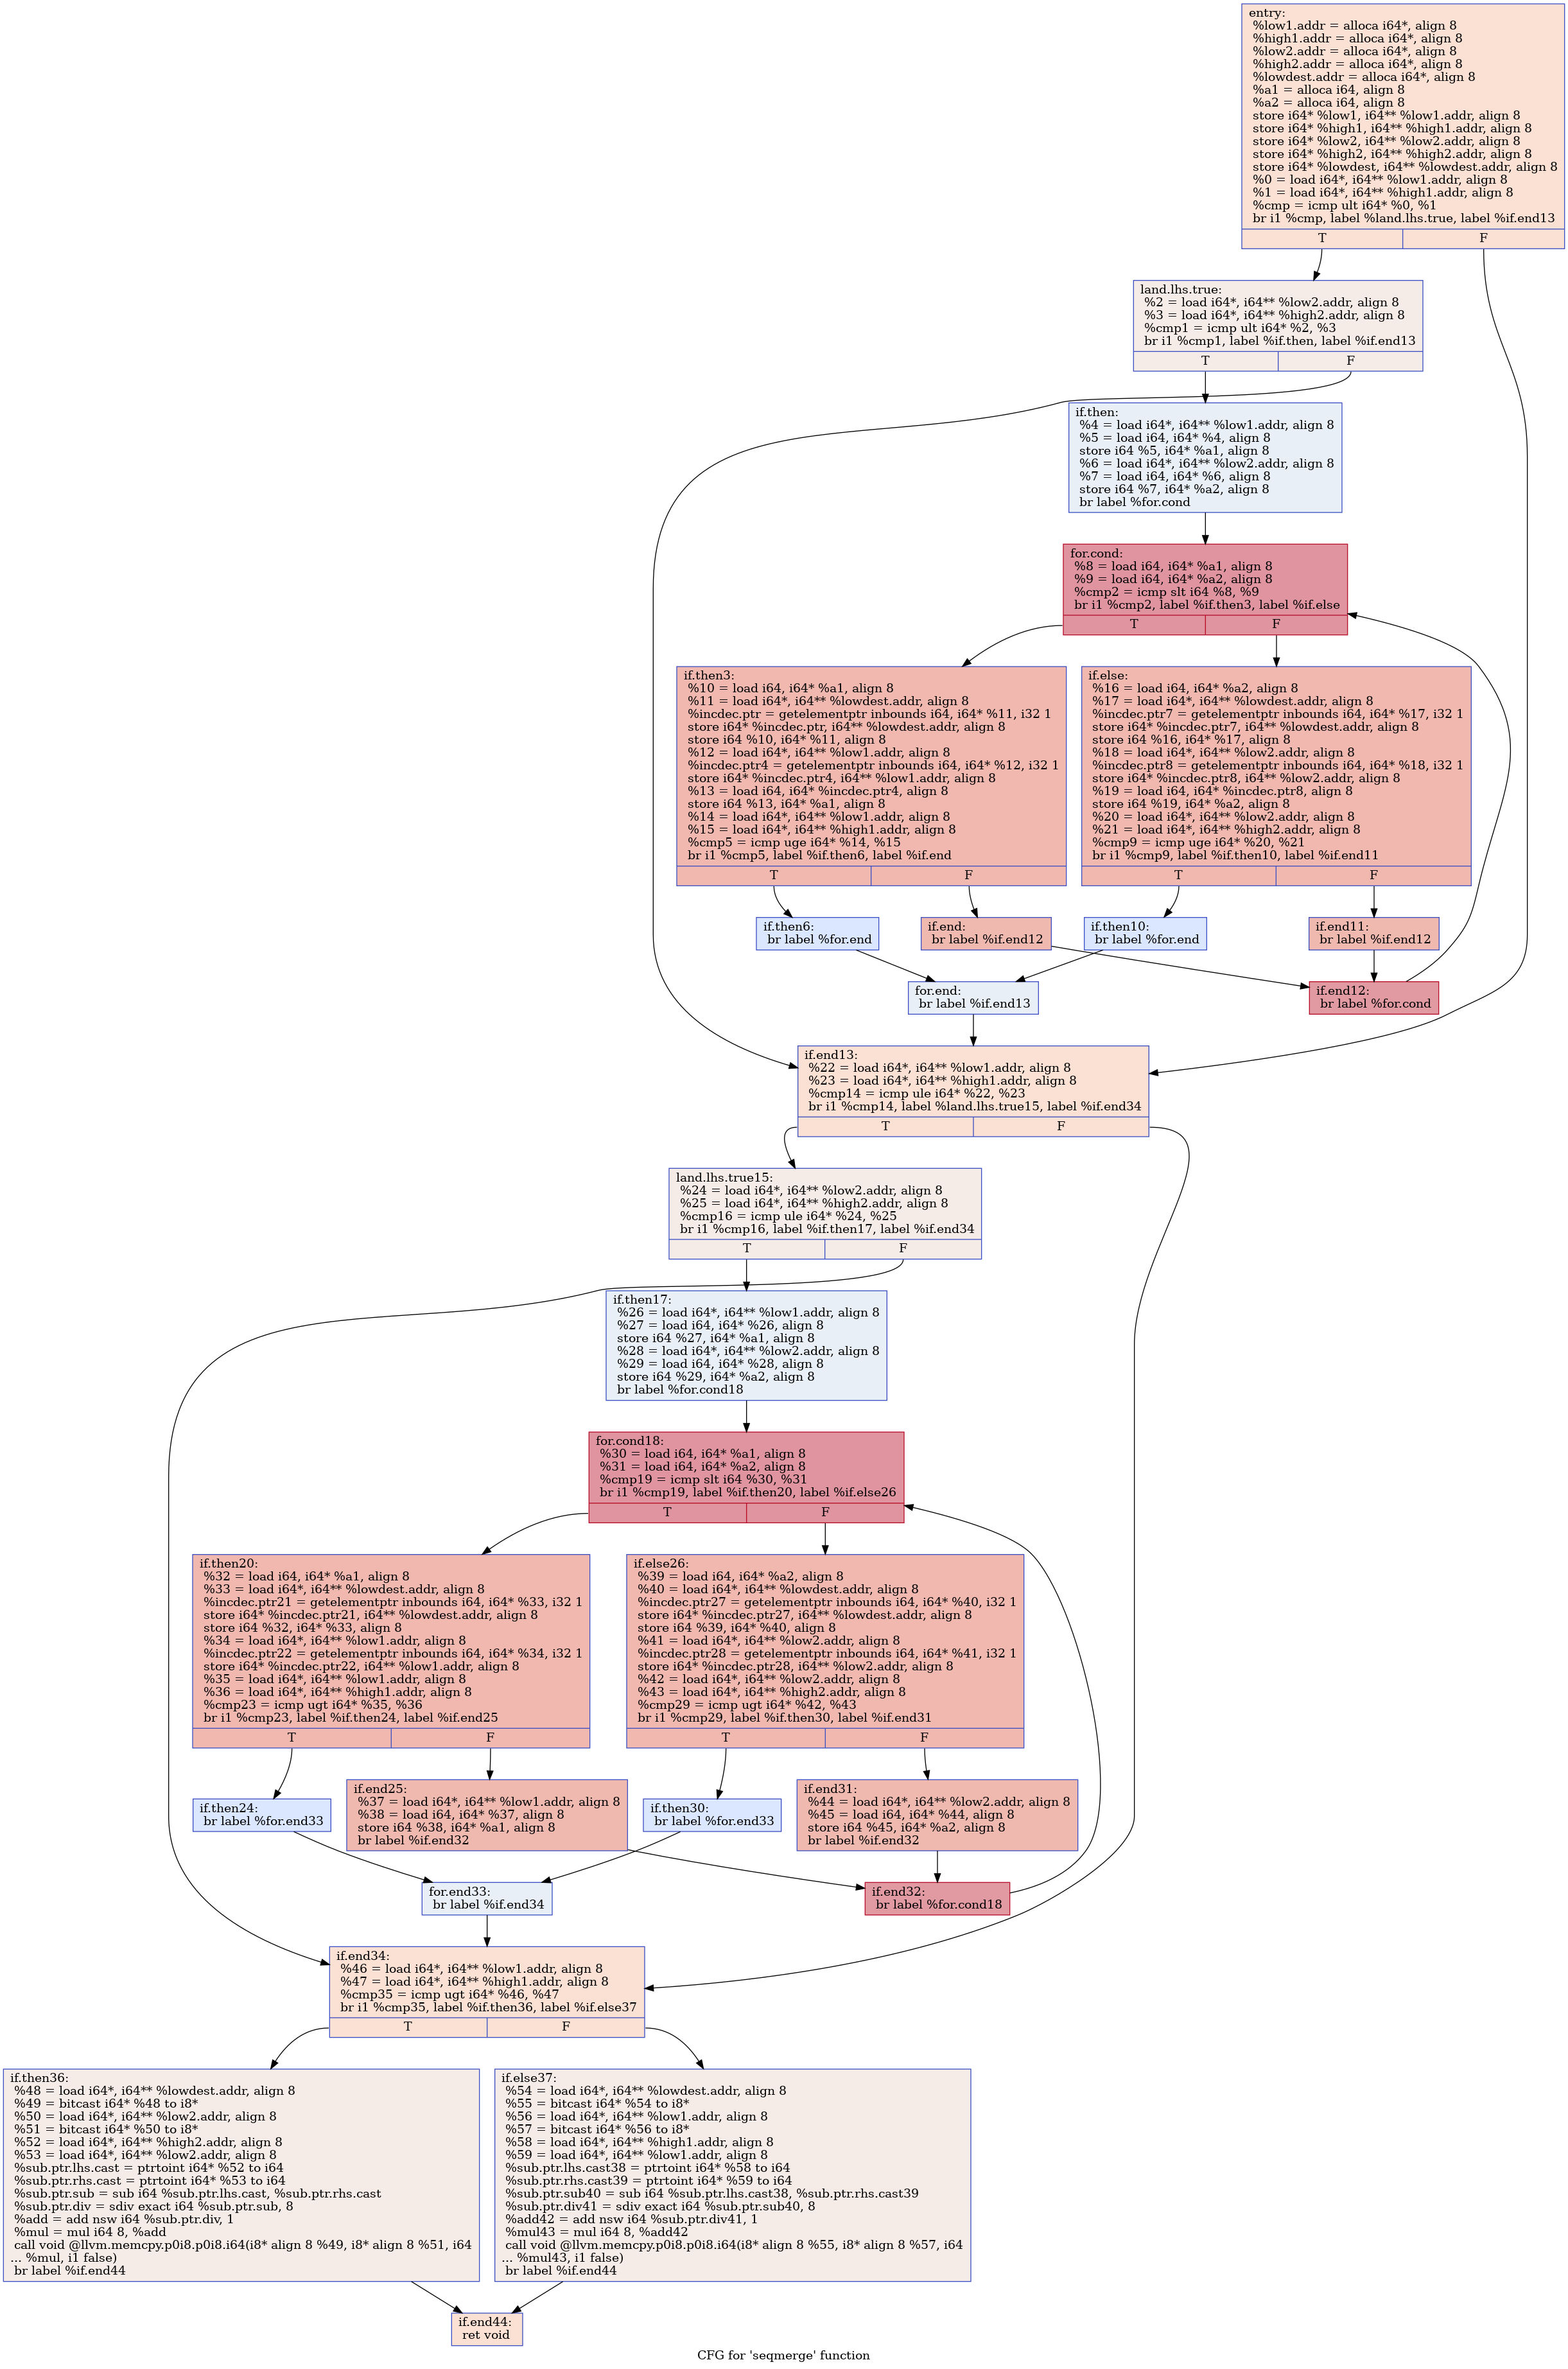 entry:
%low1.addr = alloca i64*, align 8
%high1.addr = alloca i64*, align 8
%low2.addr = alloca i64*, align 8
%high2.addr = alloca i64*, align 8
%lowdest.addr = alloca i64*, align 8
%a1 = alloca i64, align 8
%a2 = alloca i64, align 8
store i64* %low1, i64** %low1.addr, align 8
store i64* %high1, i64** %high1.addr, align 8
store i64* %low2, i64** %low2.addr, align 8
store i64* %high2, i64** %high2.addr, align 8
store i64* %lowdest, i64** %lowdest.addr, align 8
%0 = load i64*, i64** %low1.addr, align 8
%1 = load i64*, i64** %high1.addr, align 8
%cmp = icmp ult i64* %0, %1
br i1 %cmp, label %land.lhs.true, label %if.end13
T F
land.lhs.true:
%2 = load i64*, i64** %low2.addr, align 8
%3 = load i64*, i64** %high2.addr, align 8
%cmp1 = icmp ult i64* %2, %3
br i1 %cmp1, label %if.then, label %if.end13
T F
if.then:
%4 = load i64*, i64** %low1.addr, align 8
%5 = load i64, i64* %4, align 8
store i64 %5, i64* %a1, align 8
%6 = load i64*, i64** %low2.addr, align 8
%7 = load i64, i64* %6, align 8
store i64 %7, i64* %a2, align 8
br label %for.cond
for.cond:
%8 = load i64, i64* %a1, align 8
%9 = load i64, i64* %a2, align 8
%cmp2 = icmp slt i64 %8, %9
br i1 %cmp2, label %if.then3, label %if.else
T F
if.then3:
%10 = load i64, i64* %a1, align 8
%11 = load i64*, i64** %lowdest.addr, align 8
%incdec.ptr = getelementptr inbounds i64, i64* %11, i32 1
store i64* %incdec.ptr, i64** %lowdest.addr, align 8
store i64 %10, i64* %11, align 8
%12 = load i64*, i64** %low1.addr, align 8
%incdec.ptr4 = getelementptr inbounds i64, i64* %12, i32 1
store i64* %incdec.ptr4, i64** %low1.addr, align 8
%13 = load i64, i64* %incdec.ptr4, align 8
store i64 %13, i64* %a1, align 8
%14 = load i64*, i64** %low1.addr, align 8
%15 = load i64*, i64** %high1.addr, align 8
%cmp5 = icmp uge i64* %14, %15
br i1 %cmp5, label %if.then6, label %if.end
T F
if.else:
%16 = load i64, i64* %a2, align 8
%17 = load i64*, i64** %lowdest.addr, align 8
%incdec.ptr7 = getelementptr inbounds i64, i64* %17, i32 1
store i64* %incdec.ptr7, i64** %lowdest.addr, align 8
store i64 %16, i64* %17, align 8
%18 = load i64*, i64** %low2.addr, align 8
%incdec.ptr8 = getelementptr inbounds i64, i64* %18, i32 1
store i64* %incdec.ptr8, i64** %low2.addr, align 8
%19 = load i64, i64* %incdec.ptr8, align 8
store i64 %19, i64* %a2, align 8
%20 = load i64*, i64** %low2.addr, align 8
%21 = load i64*, i64** %high2.addr, align 8
%cmp9 = icmp uge i64* %20, %21
br i1 %cmp9, label %if.then10, label %if.end11
T F
if.then6:
br label %for.end
if.end:
br label %if.end12
if.then10:
br label %for.end
if.end11:
br label %if.end12
for.end:
br label %if.end13
if.end12:
br label %for.cond
if.end13:
%22 = load i64*, i64** %low1.addr, align 8
%23 = load i64*, i64** %high1.addr, align 8
%cmp14 = icmp ule i64* %22, %23
br i1 %cmp14, label %land.lhs.true15, label %if.end34
T F
land.lhs.true15:
%24 = load i64*, i64** %low2.addr, align 8
%25 = load i64*, i64** %high2.addr, align 8
%cmp16 = icmp ule i64* %24, %25
br i1 %cmp16, label %if.then17, label %if.end34
T F
if.then17:
%26 = load i64*, i64** %low1.addr, align 8
%27 = load i64, i64* %26, align 8
store i64 %27, i64* %a1, align 8
%28 = load i64*, i64** %low2.addr, align 8
%29 = load i64, i64* %28, align 8
store i64 %29, i64* %a2, align 8
br label %for.cond18
for.cond18:
%30 = load i64, i64* %a1, align 8
%31 = load i64, i64* %a2, align 8
%cmp19 = icmp slt i64 %30, %31
br i1 %cmp19, label %if.then20, label %if.else26
T F
if.then20:
%32 = load i64, i64* %a1, align 8
%33 = load i64*, i64** %lowdest.addr, align 8
%incdec.ptr21 = getelementptr inbounds i64, i64* %33, i32 1
store i64* %incdec.ptr21, i64** %lowdest.addr, align 8
store i64 %32, i64* %33, align 8
%34 = load i64*, i64** %low1.addr, align 8
%incdec.ptr22 = getelementptr inbounds i64, i64* %34, i32 1
store i64* %incdec.ptr22, i64** %low1.addr, align 8
%35 = load i64*, i64** %low1.addr, align 8
%36 = load i64*, i64** %high1.addr, align 8
%cmp23 = icmp ugt i64* %35, %36
br i1 %cmp23, label %if.then24, label %if.end25
T F
if.else26:
%39 = load i64, i64* %a2, align 8
%40 = load i64*, i64** %lowdest.addr, align 8
%incdec.ptr27 = getelementptr inbounds i64, i64* %40, i32 1
store i64* %incdec.ptr27, i64** %lowdest.addr, align 8
store i64 %39, i64* %40, align 8
%41 = load i64*, i64** %low2.addr, align 8
%incdec.ptr28 = getelementptr inbounds i64, i64* %41, i32 1
store i64* %incdec.ptr28, i64** %low2.addr, align 8
%42 = load i64*, i64** %low2.addr, align 8
%43 = load i64*, i64** %high2.addr, align 8
%cmp29 = icmp ugt i64* %42, %43
br i1 %cmp29, label %if.then30, label %if.end31
T F
if.then24:
br label %for.end33
if.end25:
%37 = load i64*, i64** %low1.addr, align 8
%38 = load i64, i64* %37, align 8
store i64 %38, i64* %a1, align 8
br label %if.end32
if.then30:
br label %for.end33
if.end31:
%44 = load i64*, i64** %low2.addr, align 8
%45 = load i64, i64* %44, align 8
store i64 %45, i64* %a2, align 8
br label %if.end32
for.end33:
br label %if.end34
if.end32:
br label %for.cond18
if.end34:
%46 = load i64*, i64** %low1.addr, align 8
%47 = load i64*, i64** %high1.addr, align 8
%cmp35 = icmp ugt i64* %46, %47
br i1 %cmp35, label %if.then36, label %if.else37
T F
if.then36:
%48 = load i64*, i64** %lowdest.addr, align 8
%49 = bitcast i64* %48 to i8*
%50 = load i64*, i64** %low2.addr, align 8
%51 = bitcast i64* %50 to i8*
%52 = load i64*, i64** %high2.addr, align 8
%53 = load i64*, i64** %low2.addr, align 8
%sub.ptr.lhs.cast = ptrtoint i64* %52 to i64
%sub.ptr.rhs.cast = ptrtoint i64* %53 to i64
%sub.ptr.sub = sub i64 %sub.ptr.lhs.cast, %sub.ptr.rhs.cast
%sub.ptr.div = sdiv exact i64 %sub.ptr.sub, 8
%add = add nsw i64 %sub.ptr.div, 1
%mul = mul i64 8, %add
call void @llvm.memcpy.p0i8.p0i8.i64(i8* align 8 %49, i8* align 8 %51, i64
... %mul, i1 false)
br label %if.end44
if.else37:
%54 = load i64*, i64** %lowdest.addr, align 8
%55 = bitcast i64* %54 to i8*
%56 = load i64*, i64** %low1.addr, align 8
%57 = bitcast i64* %56 to i8*
%58 = load i64*, i64** %high1.addr, align 8
%59 = load i64*, i64** %low1.addr, align 8
%sub.ptr.lhs.cast38 = ptrtoint i64* %58 to i64
%sub.ptr.rhs.cast39 = ptrtoint i64* %59 to i64
%sub.ptr.sub40 = sub i64 %sub.ptr.lhs.cast38, %sub.ptr.rhs.cast39
%sub.ptr.div41 = sdiv exact i64 %sub.ptr.sub40, 8
%add42 = add nsw i64 %sub.ptr.div41, 1
%mul43 = mul i64 8, %add42
call void @llvm.memcpy.p0i8.p0i8.i64(i8* align 8 %55, i8* align 8 %57, i64
... %mul43, i1 false)
br label %if.end44
if.end44:
ret void
CFG for 'seqmerge' function